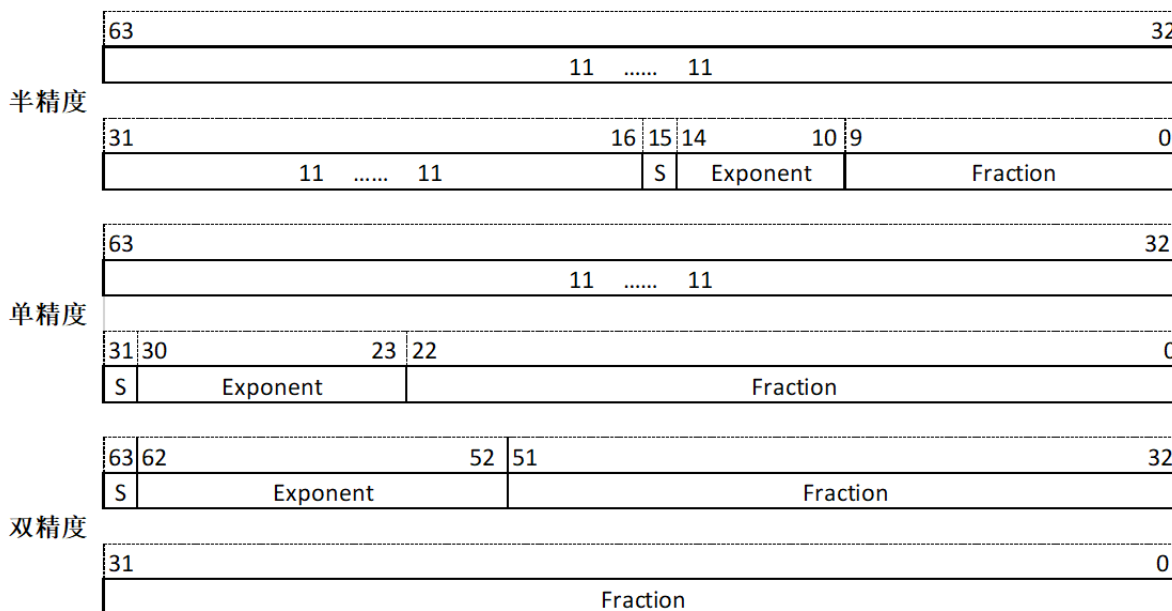 63 32
11 ...... 11
半精度
31 16 15 14 10 9 0
11 ...... 11 S Exponent Fraction
63 32
11 ...... 11
单精度
31 30 23 22 0
S Exponent Fraction
63 62 52 51 32
S Exponent Fraction
双精度
31 0
Fraction